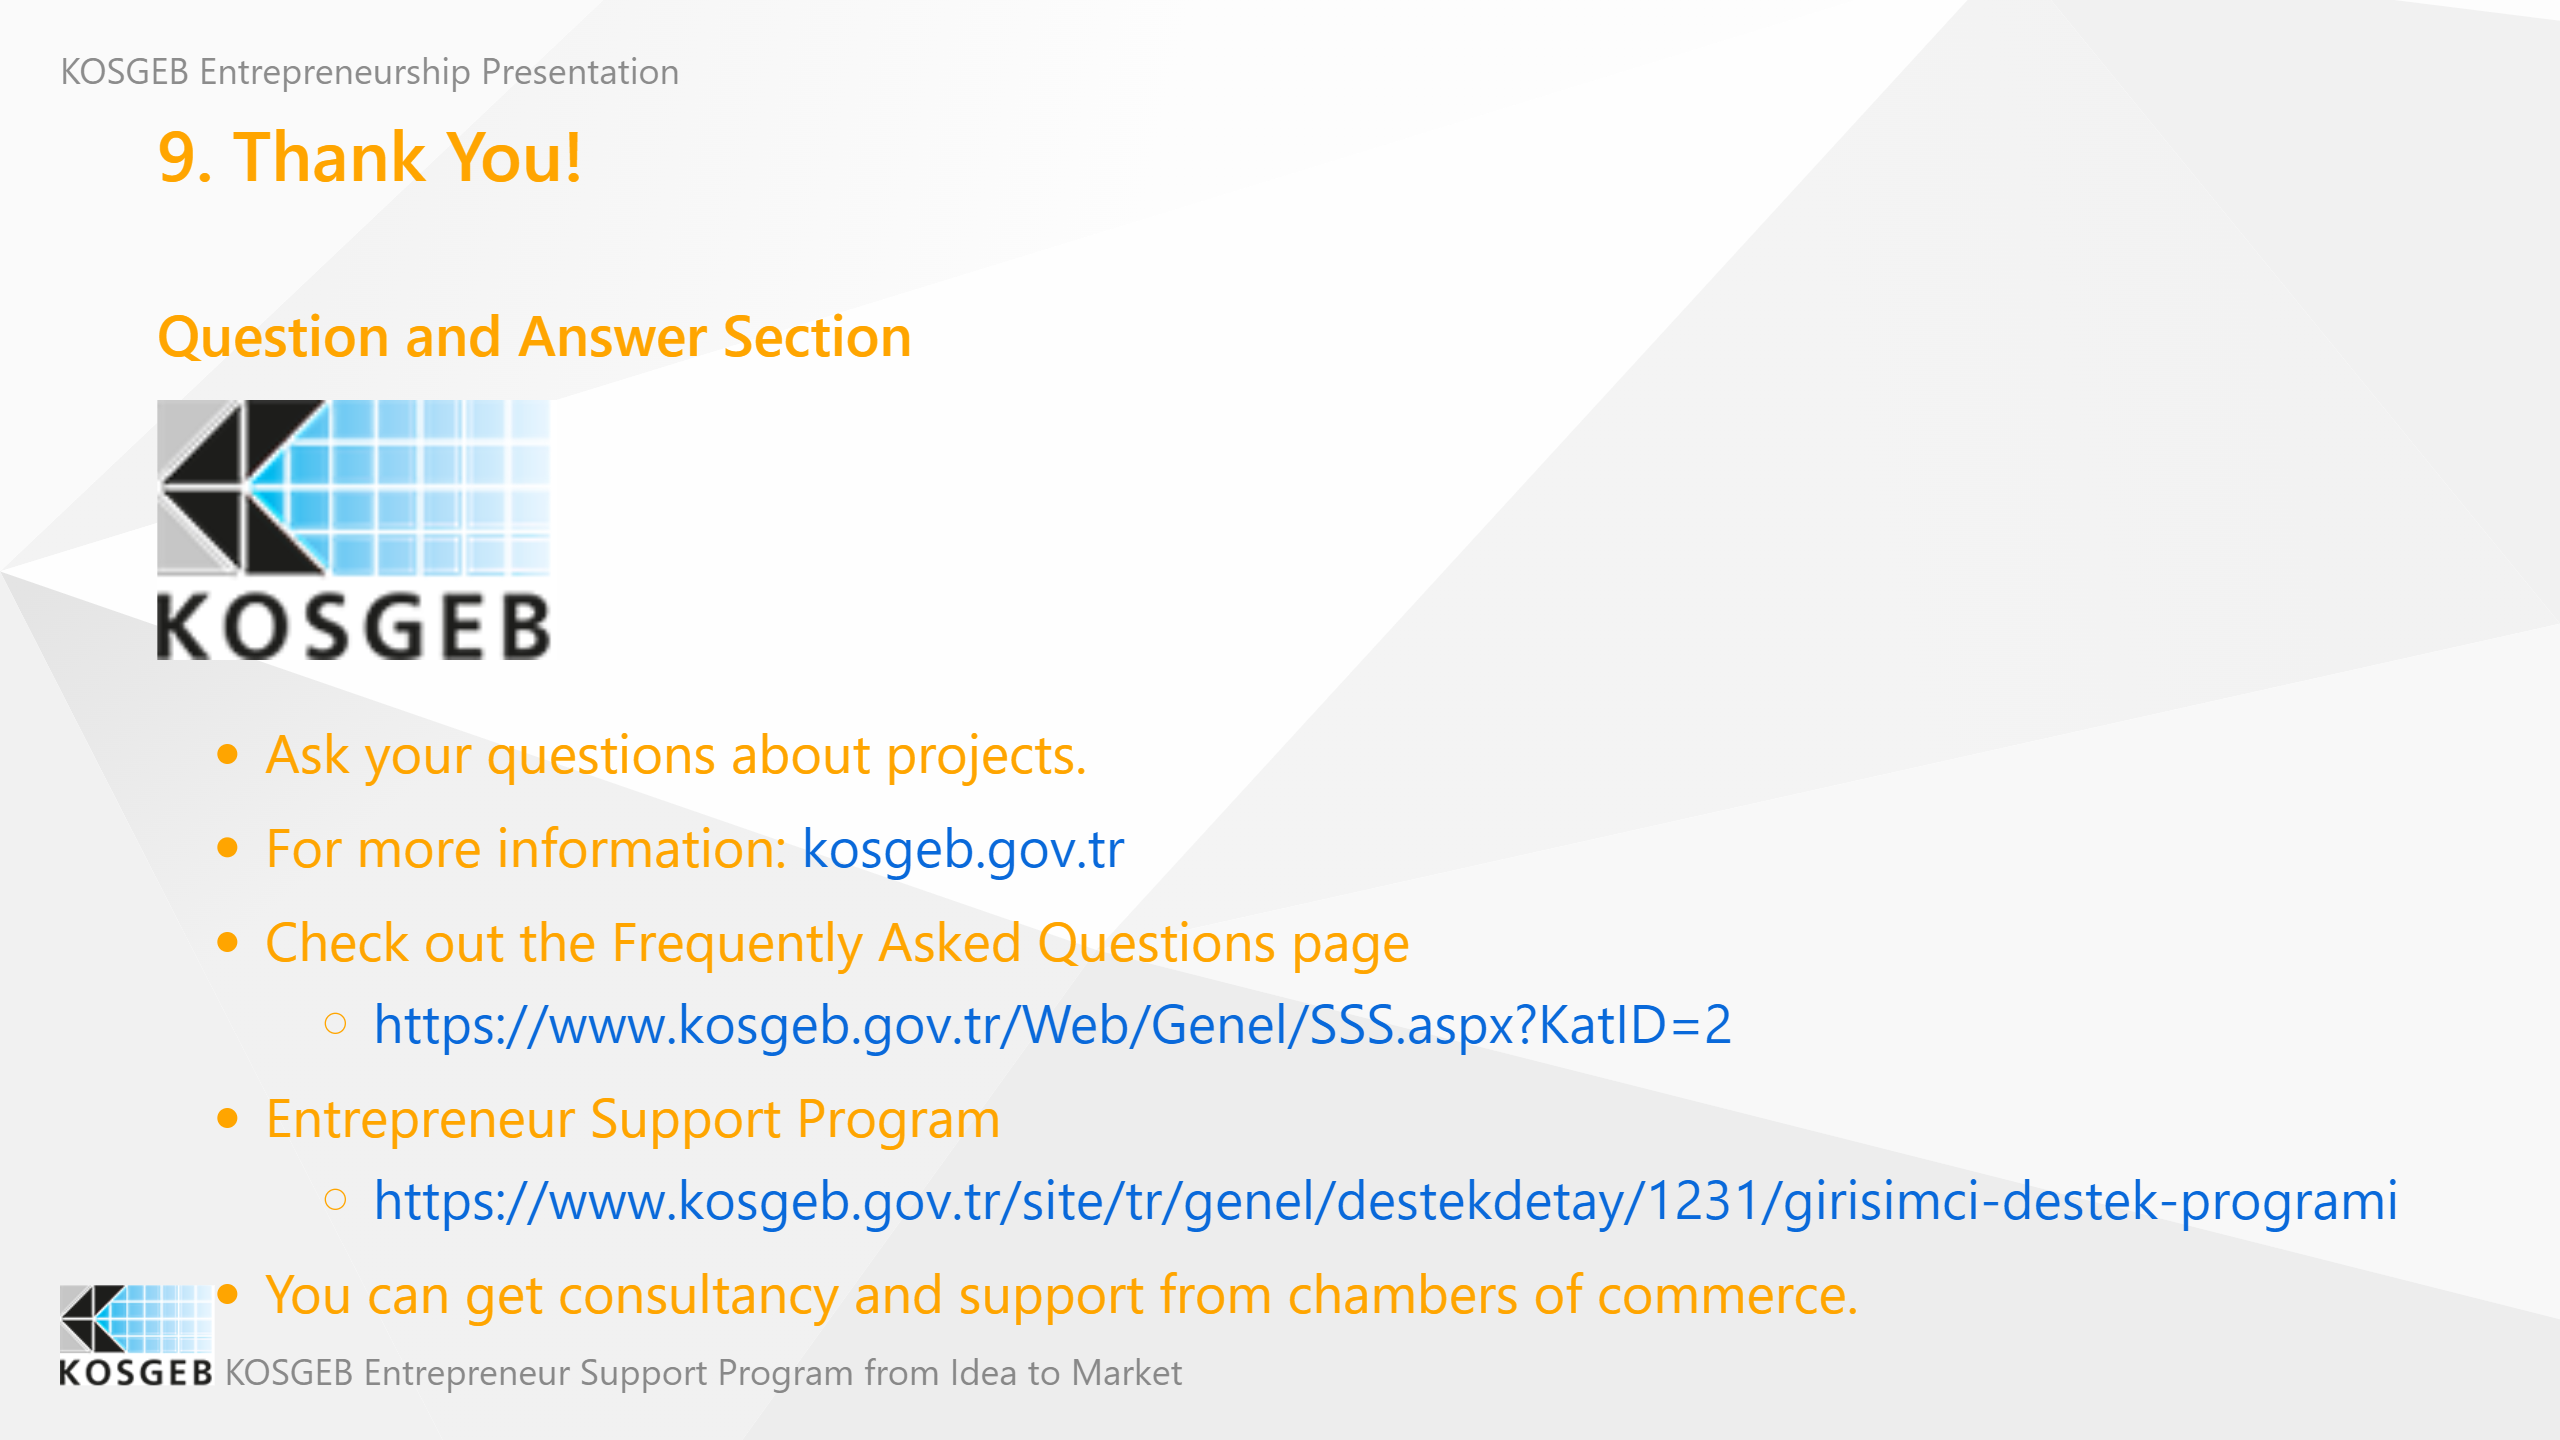 KOSGEB Entrepreneurship Presentation
9. Thank You!
Question and Answer Section
KOSGEB
Ask your questions about projects.
For more information: kosgeb.gov.tr
Check out the Frequently Asked Questions page
https://www.kosgeb.gov.tr/Web/Genel/SSS.aspx?KatID=2
Entrepreneur Support Program
https://www.kosgeb.gov.tr/site/tr/genel/destekdetay/1231/girisimci-destek-programi
You can get consultancy and support from chambers of commerce.
KOSGEB KOSGEB Entrepreneur Support Program from Idea to Market